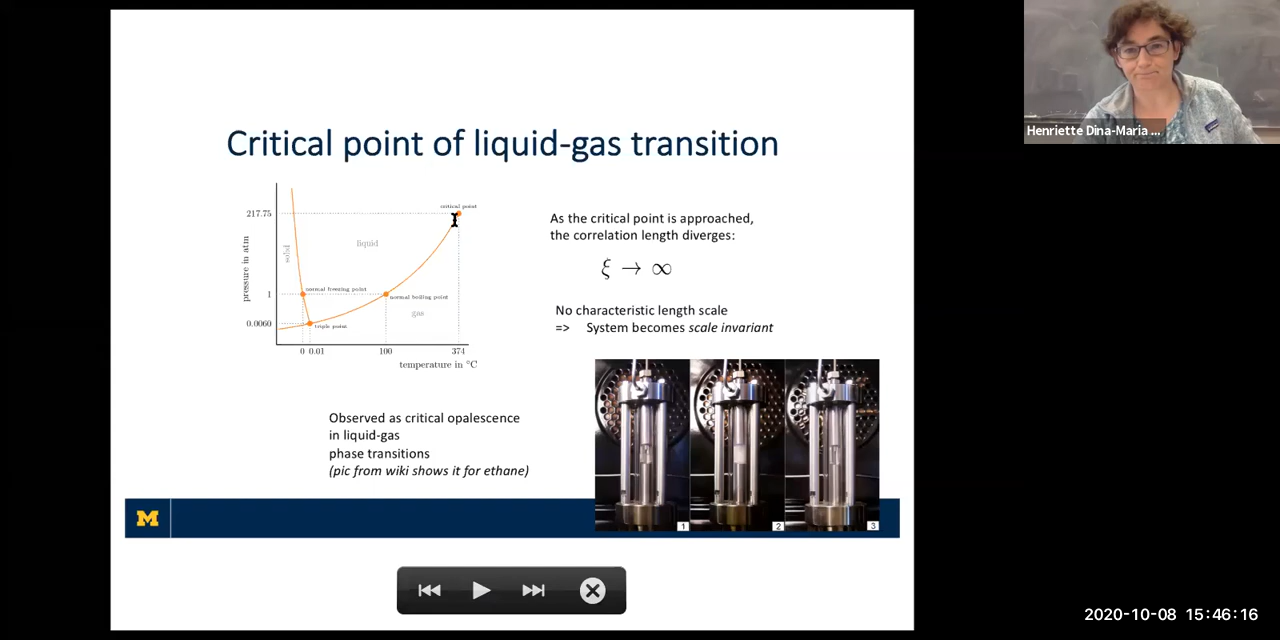 Critical point of liquid-gas transition
217.75
1
0.0060
pressure in atm
solid
liquid
gas
critical point
normal freezing point
normal boiling point
triple point
0 0.01 100 374
temperature in °C
As the critical point is approached,
the correlation length diverges:
ξ → ∞
No characteristic length scale
=> System becomes scale invariant
Observed as critical opalescence
in liquid-gas
phase transitions
(pic from wiki shows it for ethane)
1
2
3
M
Henriette Dina-Maria ...
2020-10-08 15:46:16